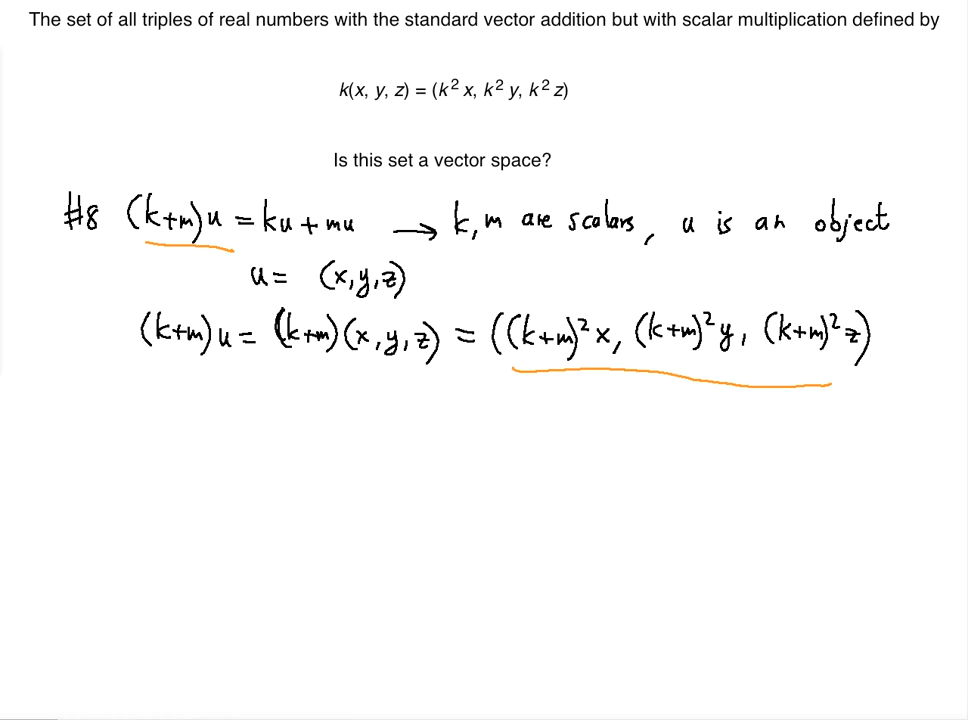 The set of all triples of real numbers with the standard vector addition but with scalar multiplication defined by
k(x, y, z) = (k² x, k² y, k² z)
Is this set a vector space?
#8 (k+m)u = ku + mu → k, m are scalars, u is an object
u = (x,y,z)
(k+m)u = (k+m)(x,y,z) = ((k+m)²x, (k+m)²y, (k+m)²z)